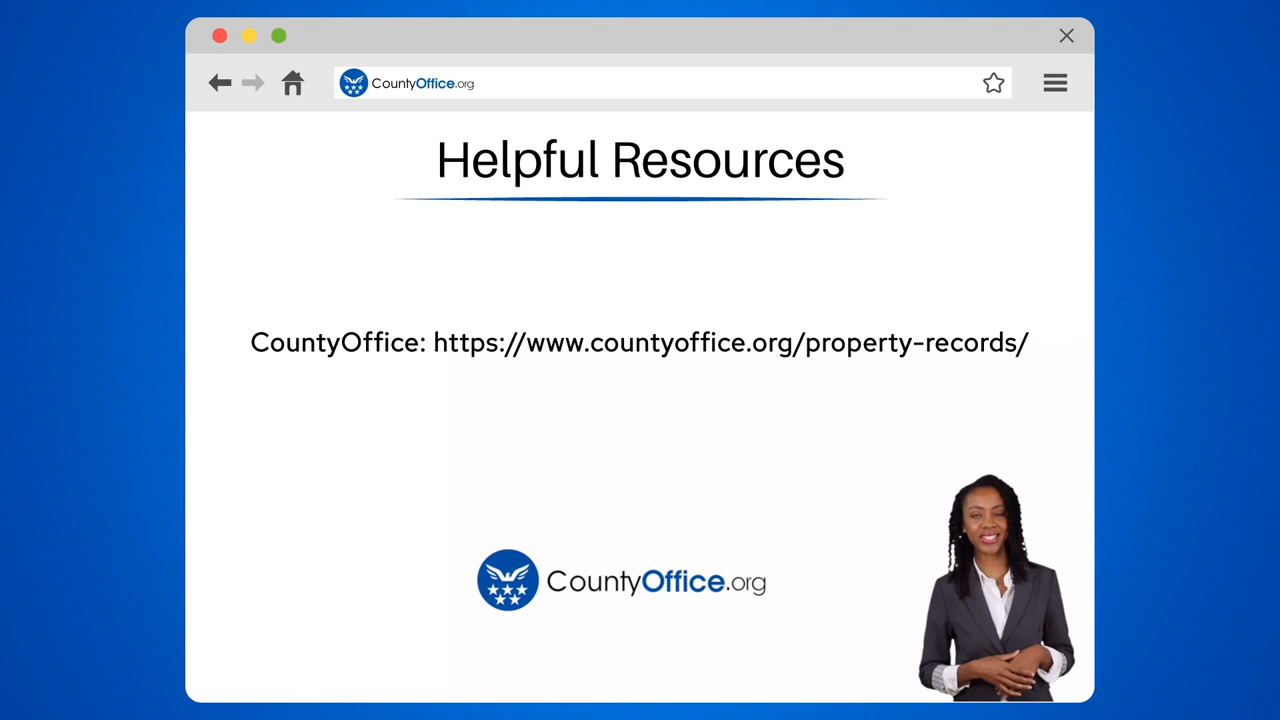 CountyOffice.org
Helpful Resources
CountyOffice: https://www.countyoffice.org/property-records/
CountyOffice.org